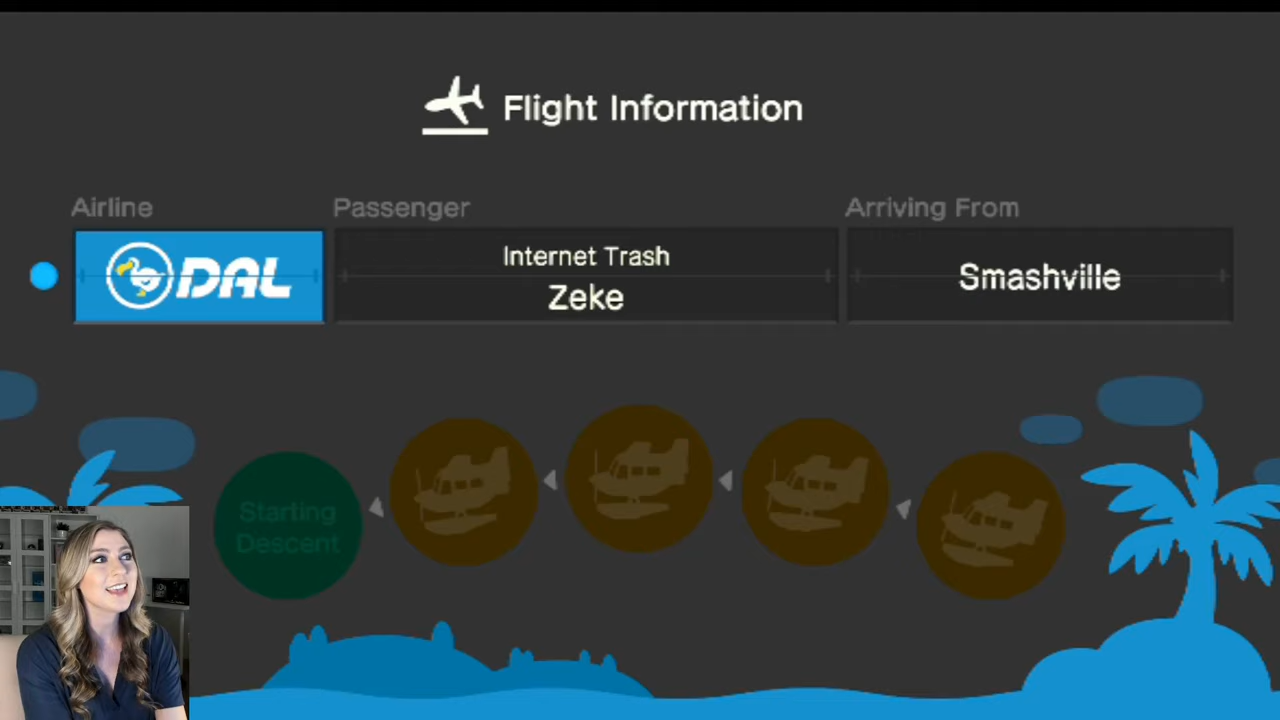 Flight Information
Airline
Passenger
Arriving From
DAL
Internet Trash
Zeke
Smashville
Starting
Descent